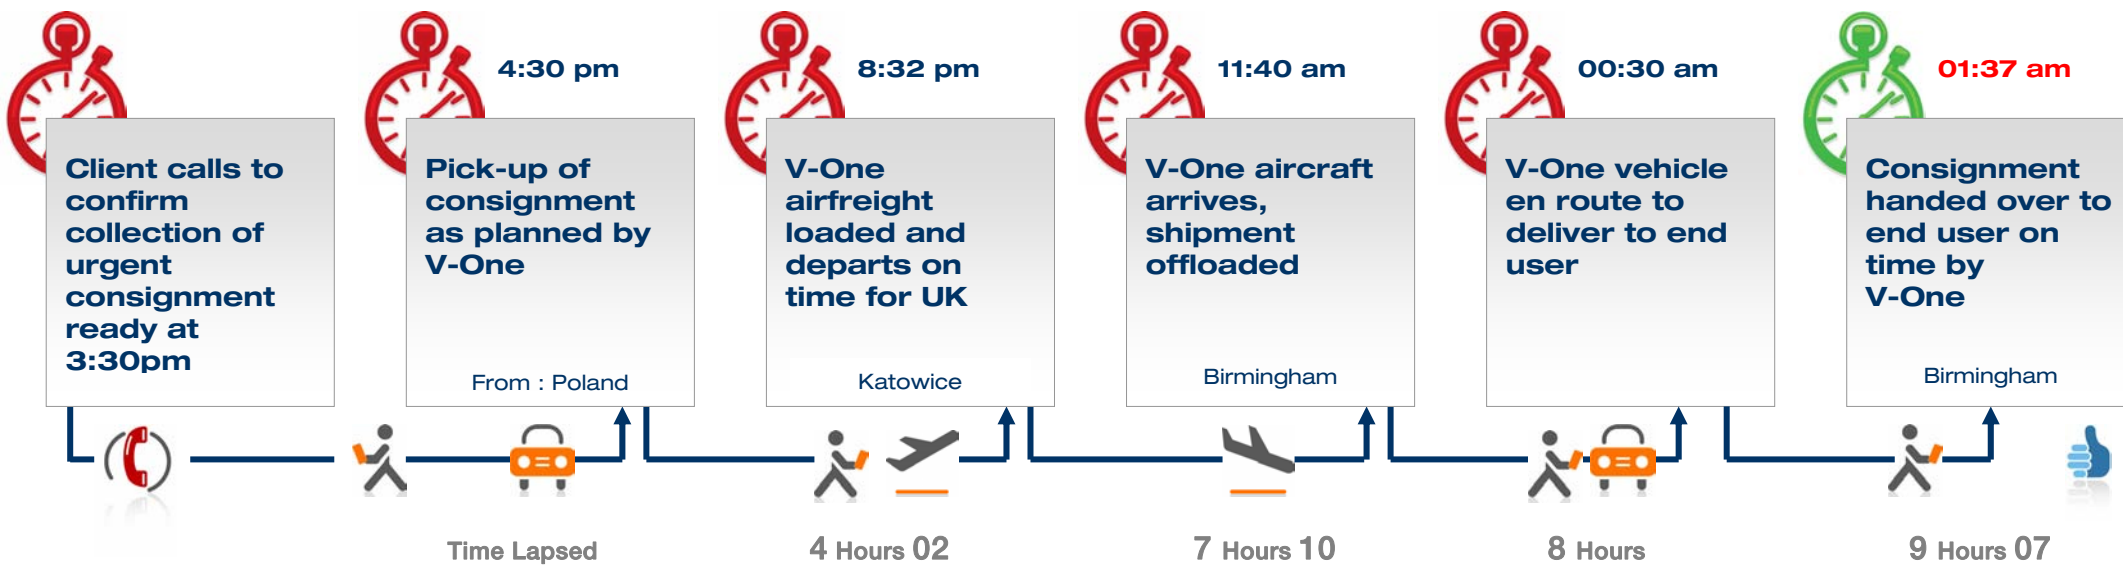 4:30 pm
8:32 pm
11:40 am
00:30 am
01:37 am
Client calls to
confirm
collection of
urgent
consignment
ready at
3:30pm
Pick-up of
consignment
as planned by
V-One
From : Poland
V-One
airfreight
loaded and
departs on
time for UK
Katowice
V-One aircraft
arrives,
shipment
offloaded
Birmingham
V-One vehicle
en route to
deliver to end
user
Consignment
handed over to
end user on
time by
V-One
Birmingham
Time Lapsed
4 Hours 02
7 Hours 10
8 Hours
9 Hours 07